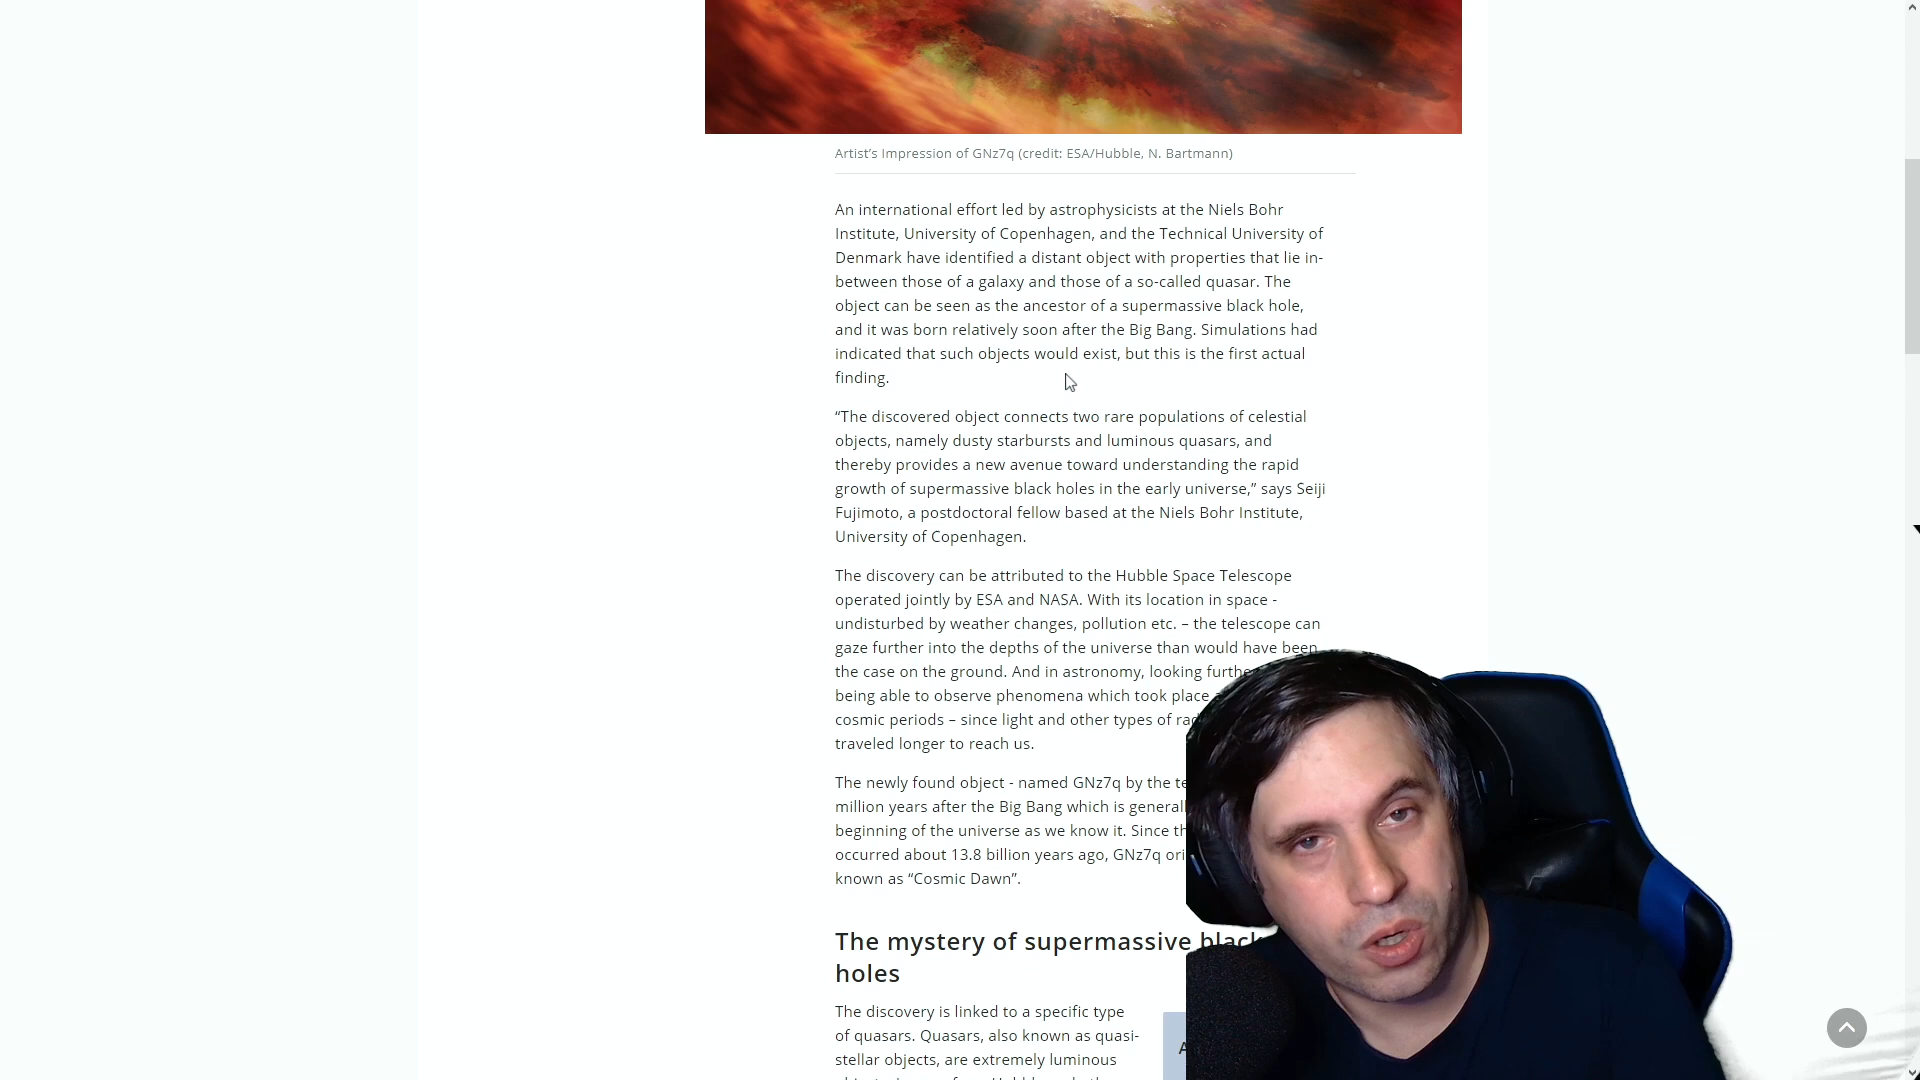 Artist's Impression of GNz7q (credit: ESA/Hubble, N. Bartmann)
An international effort led by astrophysicists at the Niels Bohr
Institute, University of Copenhagen, and the Technical University of
Denmark have identified a distant object with properties that lie in-
between those of a galaxy and those of a so-called quasar. The
object can be seen as the ancestor of a supermassive black hole,
and it was born relatively soon after the Big Bang. Simulations had
indicated that such objects would exist, but this is the first actual
finding.
“The discovered object connects two rare populations of celestial
objects, namely dusty starbursts and luminous quasars, and
thereby provides a new avenue toward understanding the rapid
growth of supermassive black holes in the early universe,” says Seiji
Fujimoto, a postdoctoral fellow based at the Niels Bohr Institute,
University of Copenhagen.
The discovery can be attributed to the Hubble Space Telescope
operated jointly by ESA and NASA. With its location in space -
undisturbed by weather changes, pollution etc. – the telescope can
gaze further into the depths of the universe than would have been
the case on the ground. And in astronomy, looking
being able to observe phenomena which took place
cosmic periods – since light and other types of
traveled longer to reach us.
The newly found object - named GNz7q by the
million years after the Big Bang which is
beginning of the universe as we know it. Since
occurred about 13.8 billion years ago, GNz7q
known as “Cosmic Dawn”.
The mystery of supermassive black
holes
The discovery is linked to a specific type
of quasars. Quasars, also known as quasi-
stellar objects, are extremely luminous